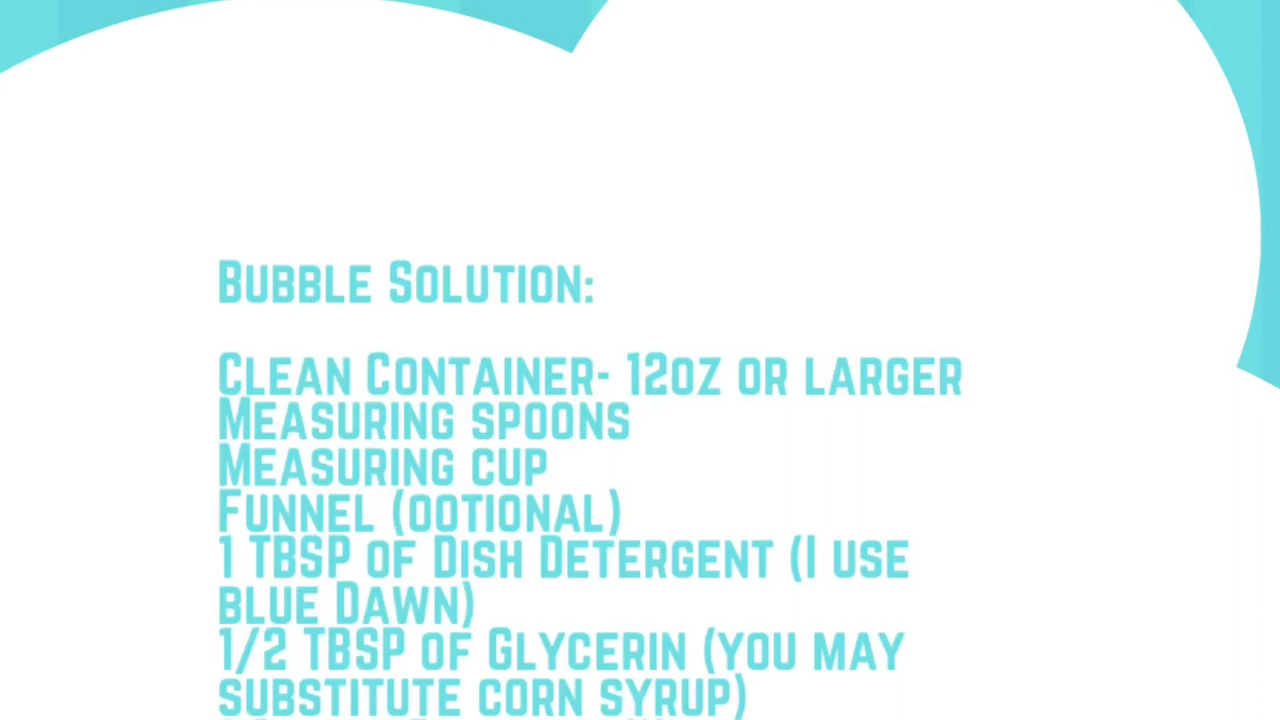 Bubble Solution:
Clean Container- 12oz or larger
Measuring spoons
Measuring cup
Funnel (ootional)
1 TBSP of Dish Detergent (I use
blue Dawn)
1/2 TBSP of Glycerin (you may
substitute corn syrup)